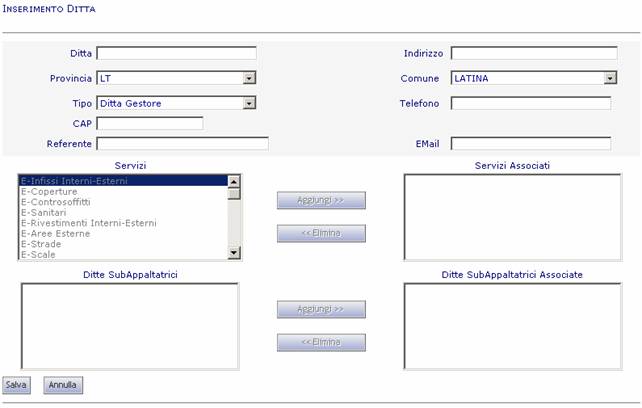 Inserimento Ditta
Ditta Indirizzo
Provincia LT Comune LATINA
Tipo Ditta Gestore Telefono
CAP
Referente EMail
Servizi Servizi Associati
E-Infissi Interni-Esterni
E-Coperture
E-Controsoffitti
E-Sanitari
E-Rivestimenti Interni-Esterni
E-Aree Esterne
E-Strade
E-Scale
Aggiungi >>
<< Elimina
Ditte SubAppaltatrici Ditte SubAppaltatrici Associate
Aggiungi >>
<< Elimina
Salva Annulla